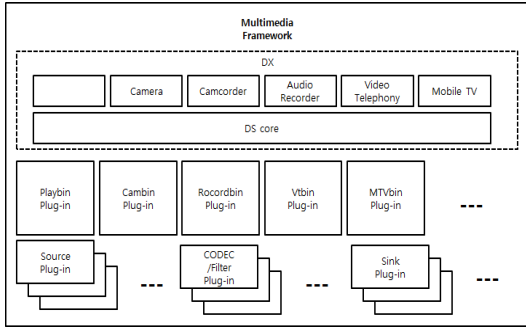 Multimedia
Framework
DX
Camera
Camcorder
Audio
Recorder
Video
Telephony
Mobile TV
DS core
Playbin
Plug-in
Cambin
Plug-in
Rocordbin
Plug-in
Vtbin
Plug-in
MTVbin
Plug-in
---
Source
Plug-in
---
CODEC
/Filter
Plug-in
---
Sink
Plug-in
---